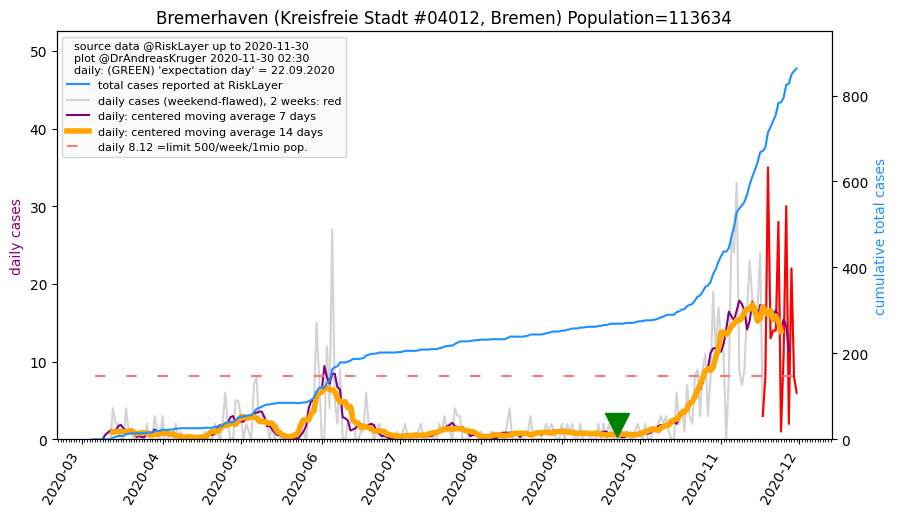 Bremerhaven (Kreisfreie Stadt #04012, Bremen) Population=113634
source data @RiskLayer up to 2020-11-30
plot @DrAndreasKruger 2020-11-30 02:30
daily: (GREEN) 'expectation day' = 22.09.2020
total cases reported at RiskLayer
daily cases (weekend-flawed), 2 weeks: red
daily: centered moving average 7 days
daily: centered moving average 14 days
daily 8.12 =limit 500/week/1mio pop.
daily cases
50
40
30
20
10
0
cumulative total cases
800
600
400
200
0
2020-03
2020-04
2020-05
2020-06
2020-07
2020-08
2020-09
2020-10
2020-11
2020-12